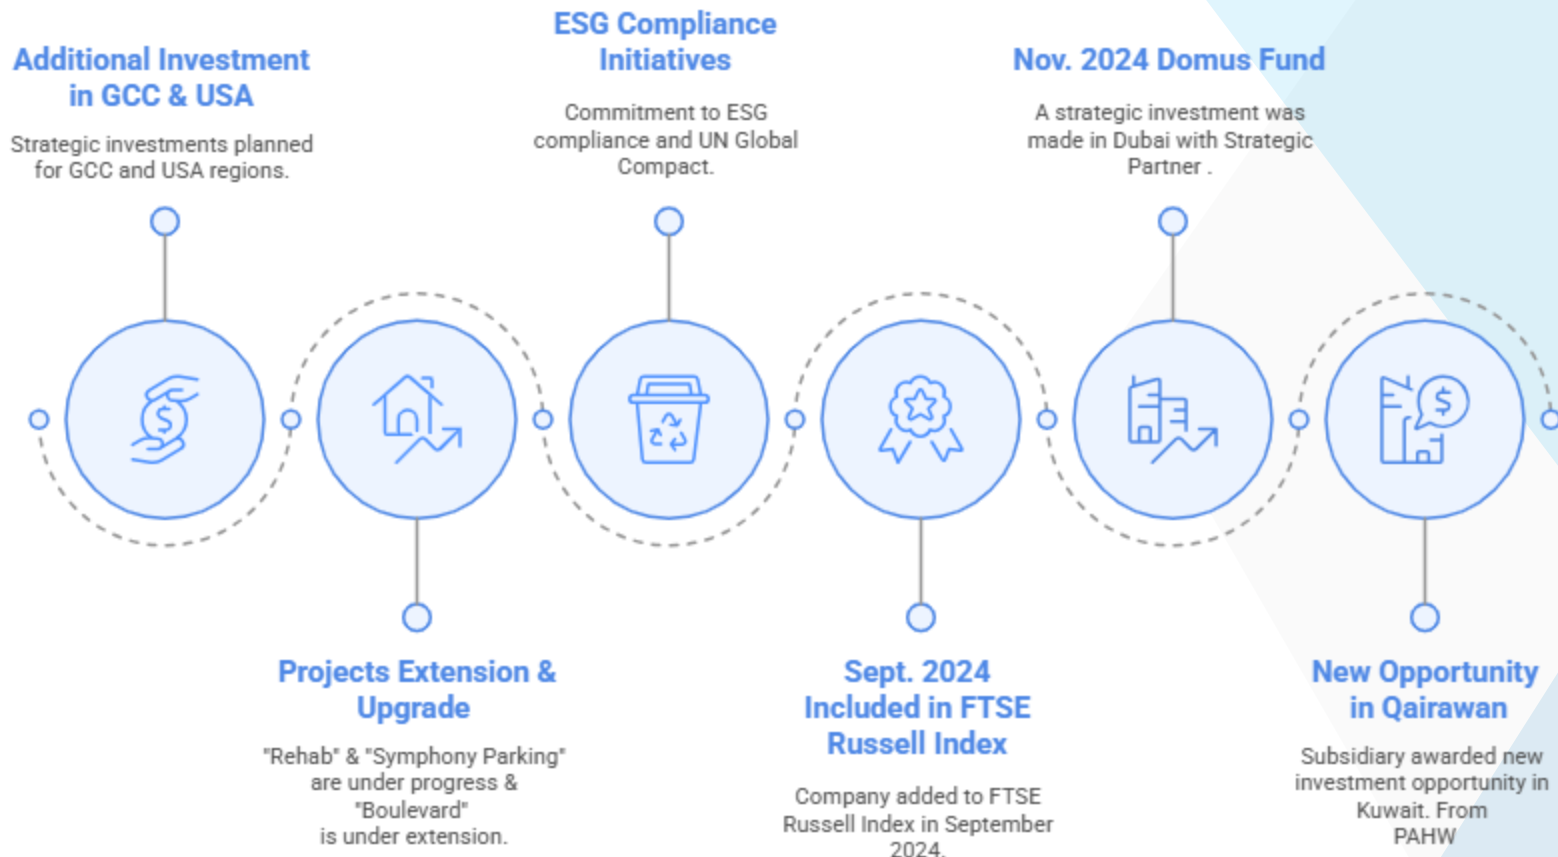 Additional Investment
in GCC & USA
Strategic investments planned
for GCC and USA regions.
Projects Extension &
Upgrade
"Rehab" & "Symphony Parking"
are under progress &
"Boulevard"
is under extension.
ESG Compliance
Initiatives
Commitment to ESG
compliance and UN Global
Compact.
Sept. 2024
Included in FTSE
Russell Index
Company added to FTSE
Russell Index in September
2024.
Nov. 2024 Domus Fund
A strategic investment was
made in Dubai with Strategic
Partner .
New Opportunity
in Qairawan
Subsidiary awarded new
investment opportunity in
Kuwait. From
PAHW